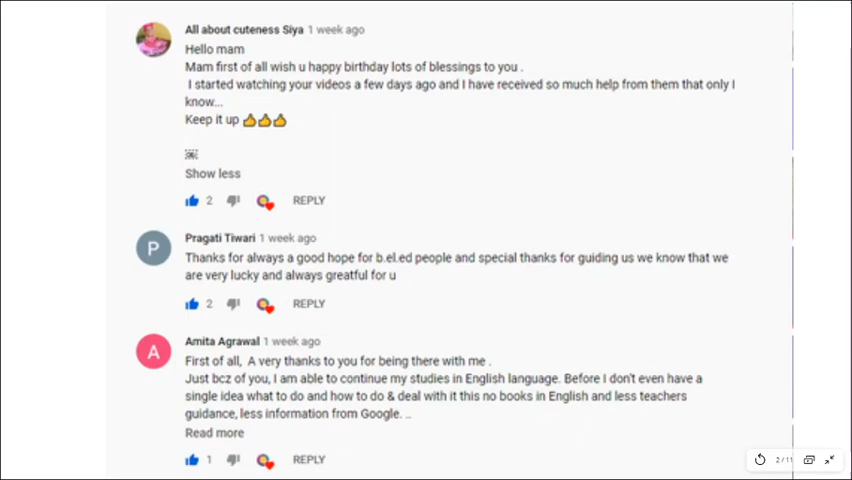 All about cuteness Siya 1 week ago
Hello mam
Mam first of all wish u happy birthday lots of blessings to you .
I started watching your videos a few days ago and I have received so much help from them that only I
know...
Keep it up 👍👍👍
￼
Show less
2 REPLY
P
Pragati Tiwari 1 week ago
Thanks for always a good hope for b.el.ed people and special thanks for guiding us we know that we
are very lucky and always greatful for u
2 REPLY
A
Amita Agrawal 1 week ago
First of all, A very thanks to you for being there with me .
Just bcz of you, I am able to continue my studies in English language. Before I don't even have a
single idea what to do and how to do & deal with it this no books in English and less teachers
guidance, less information from Google. ..
Read more
1 REPLY
2 / 11